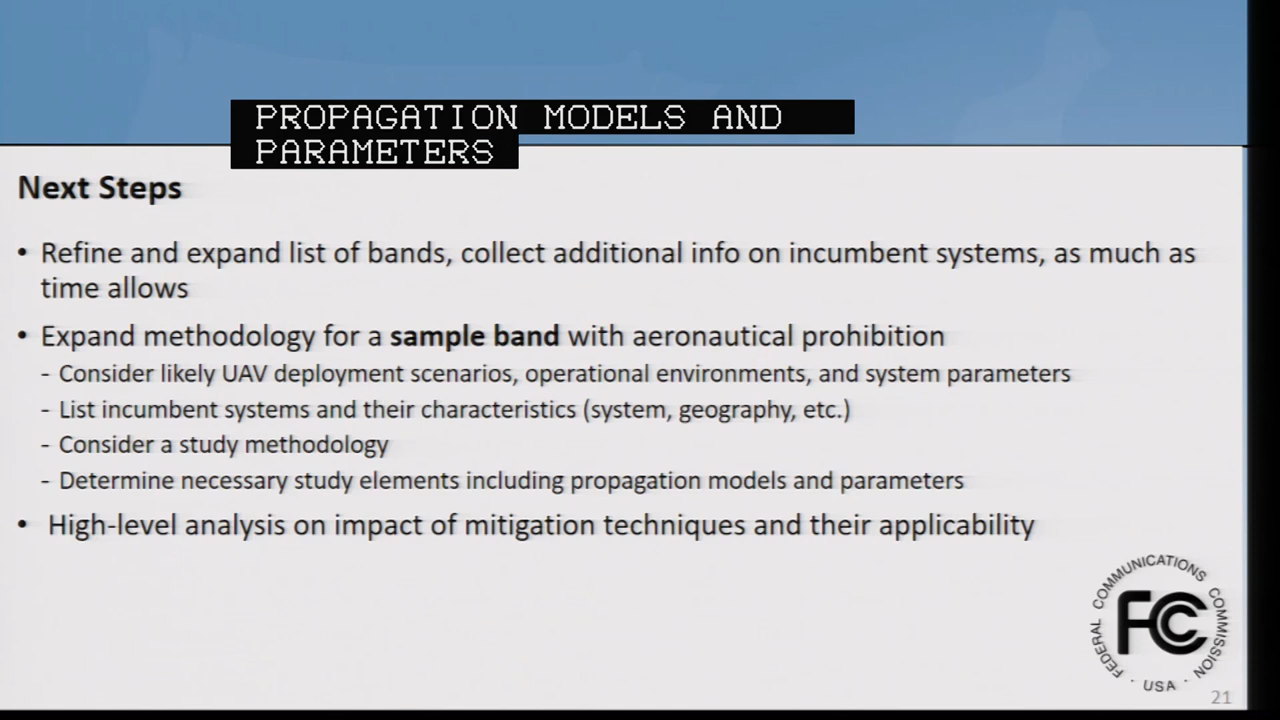 PROPAGATION MODELS AND
PARAMETERS
Next Steps
• Refine and expand list of bands, collect additional info on incumbent systems, as much as
time allows
• Expand methodology for a sample band with aeronautical prohibition
- Consider likely UAV deployment scenarios, operational environments, and system parameters
- List incumbent systems and their characteristics (system, geography, etc.)
- Consider a study methodology
- Determine necessary study elements including propagation models and parameters
• High-level analysis on impact of mitigation techniques and their applicability
FEDERAL COMMUNICATIONS COMMISSION
FCC
· USA ·
21